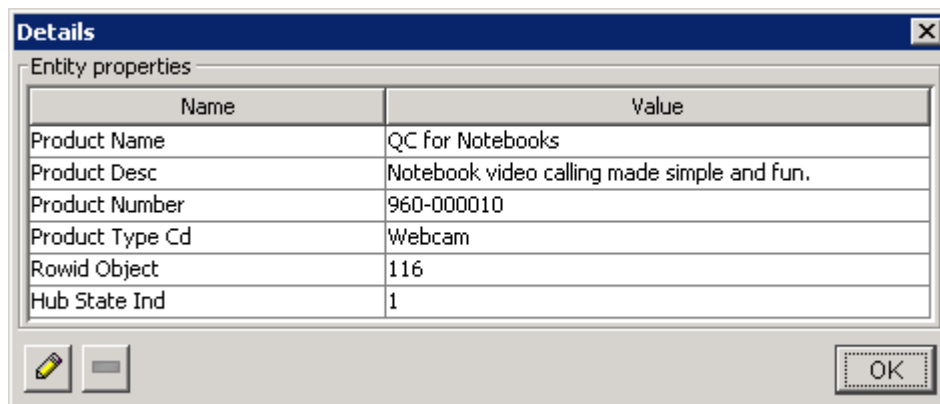 Details
Entity properties
Name Value
Product Name QC for Notebooks
Product Desc Notebook video calling made simple and fun.
Product Number 960-000010
Product Type Cd Webcam
Rowid Object 116
Hub State Ind 1
OK